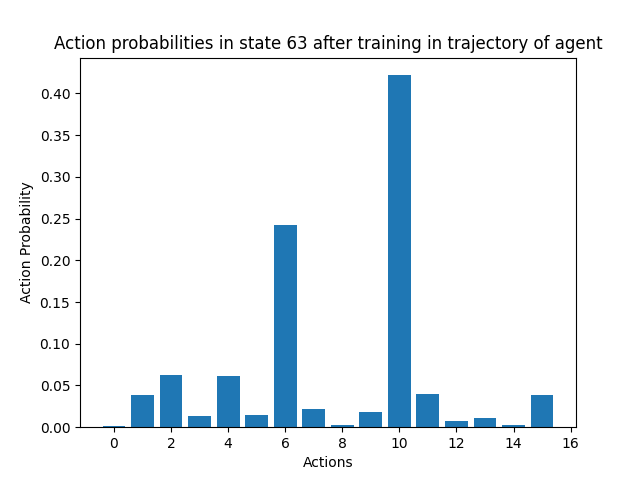 Action probabilities in state 63 after training in trajectory of agent
0.40
0.35
0.30
0.25
0.20
0.15
0.10
0.05
0.00
Action Probability
0 2 4 6 8 10 12 14 16
Actions